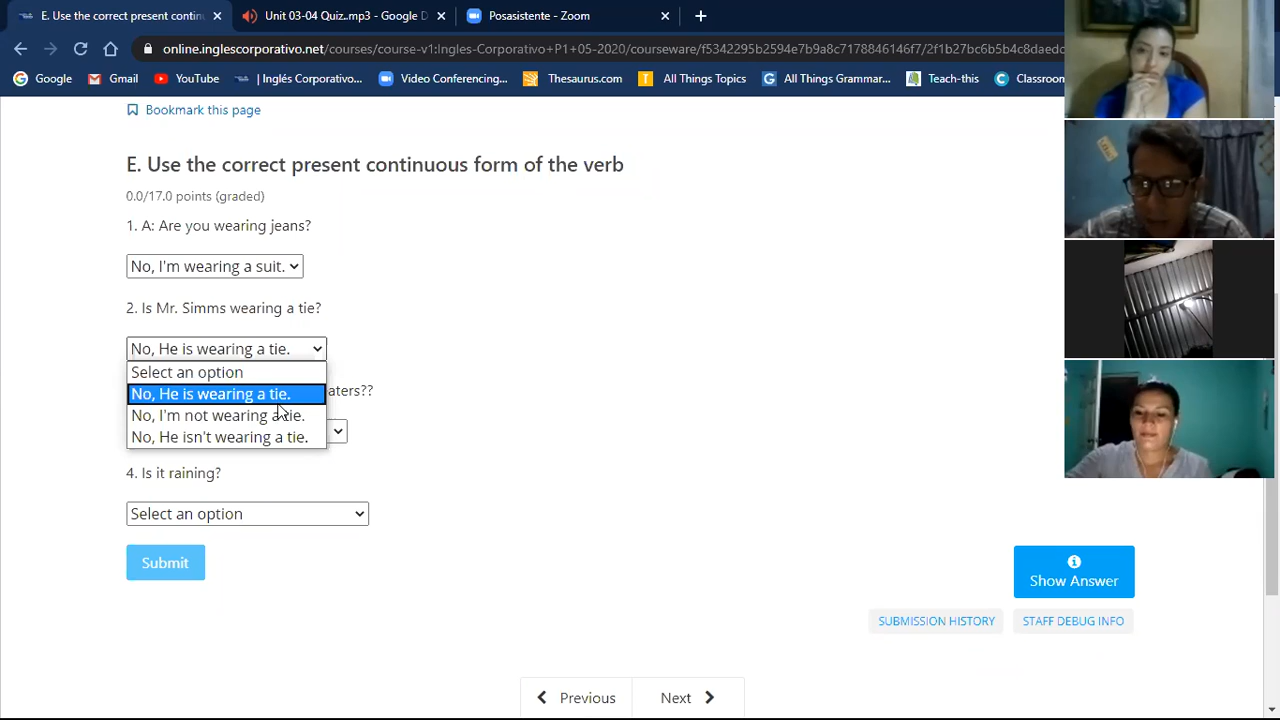 | Inglés Corporativo: Present conti
Unit 03-04 Quiz..mp3 - Google D
Posasistente - Zoom
online.inglescorporativo.net/courses/course-v1:Ingles-Corporativo+P1+05-2020/courseware/f5342295b2594e7b9a8c7178846146f7/2f1b27bc6b5b4c8daedc
Google
Gmail
YouTube
| Inglés Corporativo...
Video Conferencing...
Thesaurus.com
All Things Topics
All Things Grammar...
Teach-this
Classroom
Bookmark this page
E. Use the correct present continuous form of the verb
0.0/17.0 points (graded)
1. A: Are you wearing jeans?
No, I'm wearing a suit.
2. Is Mr. Simms wearing a tie?
No, He is wearing a tie.
Select an option
No, He is wearing a tie.
aters??
No, I'm not wearing a tie.
No, He isn't wearing a tie.
4. Is it raining?
Select an option
Submit
Show Answer
SUBMISSION HISTORY
STAFF DEBUG INFO
Previous
Next